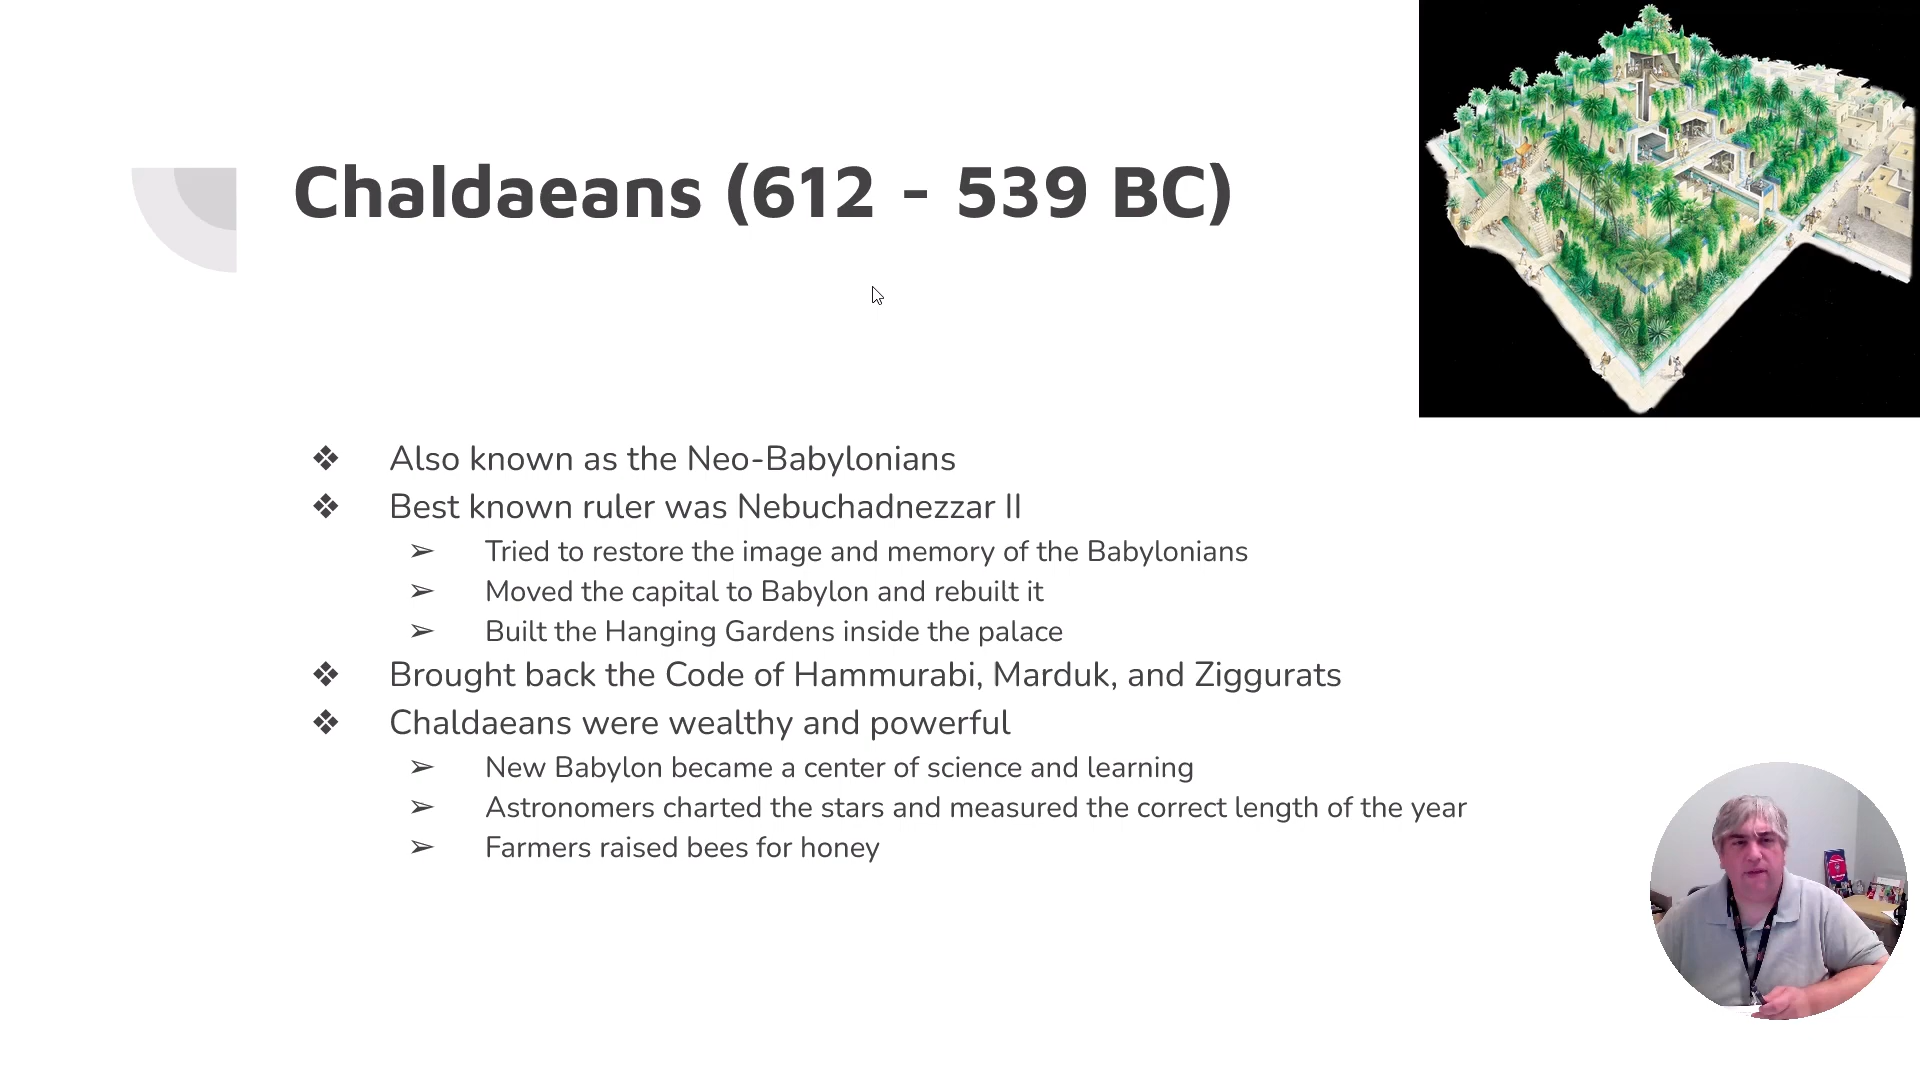 Chaldaeans (612 - 539 BC)
❖ Also known as the Neo-Babylonians
❖ Best known ruler was Nebuchadnezzar II
➢ Tried to restore the image and memory of the Babylonians
➢ Moved the capital to Babylon and rebuilt it
➢ Built the Hanging Gardens inside the palace
❖ Brought back the Code of Hammurabi, Marduk, and Ziggurats
❖ Chaldaeans were wealthy and powerful
➢ New Babylon became a center of science and learning
➢ Astronomers charted the stars and measured the correct length of the year
➢ Farmers raised bees for honey